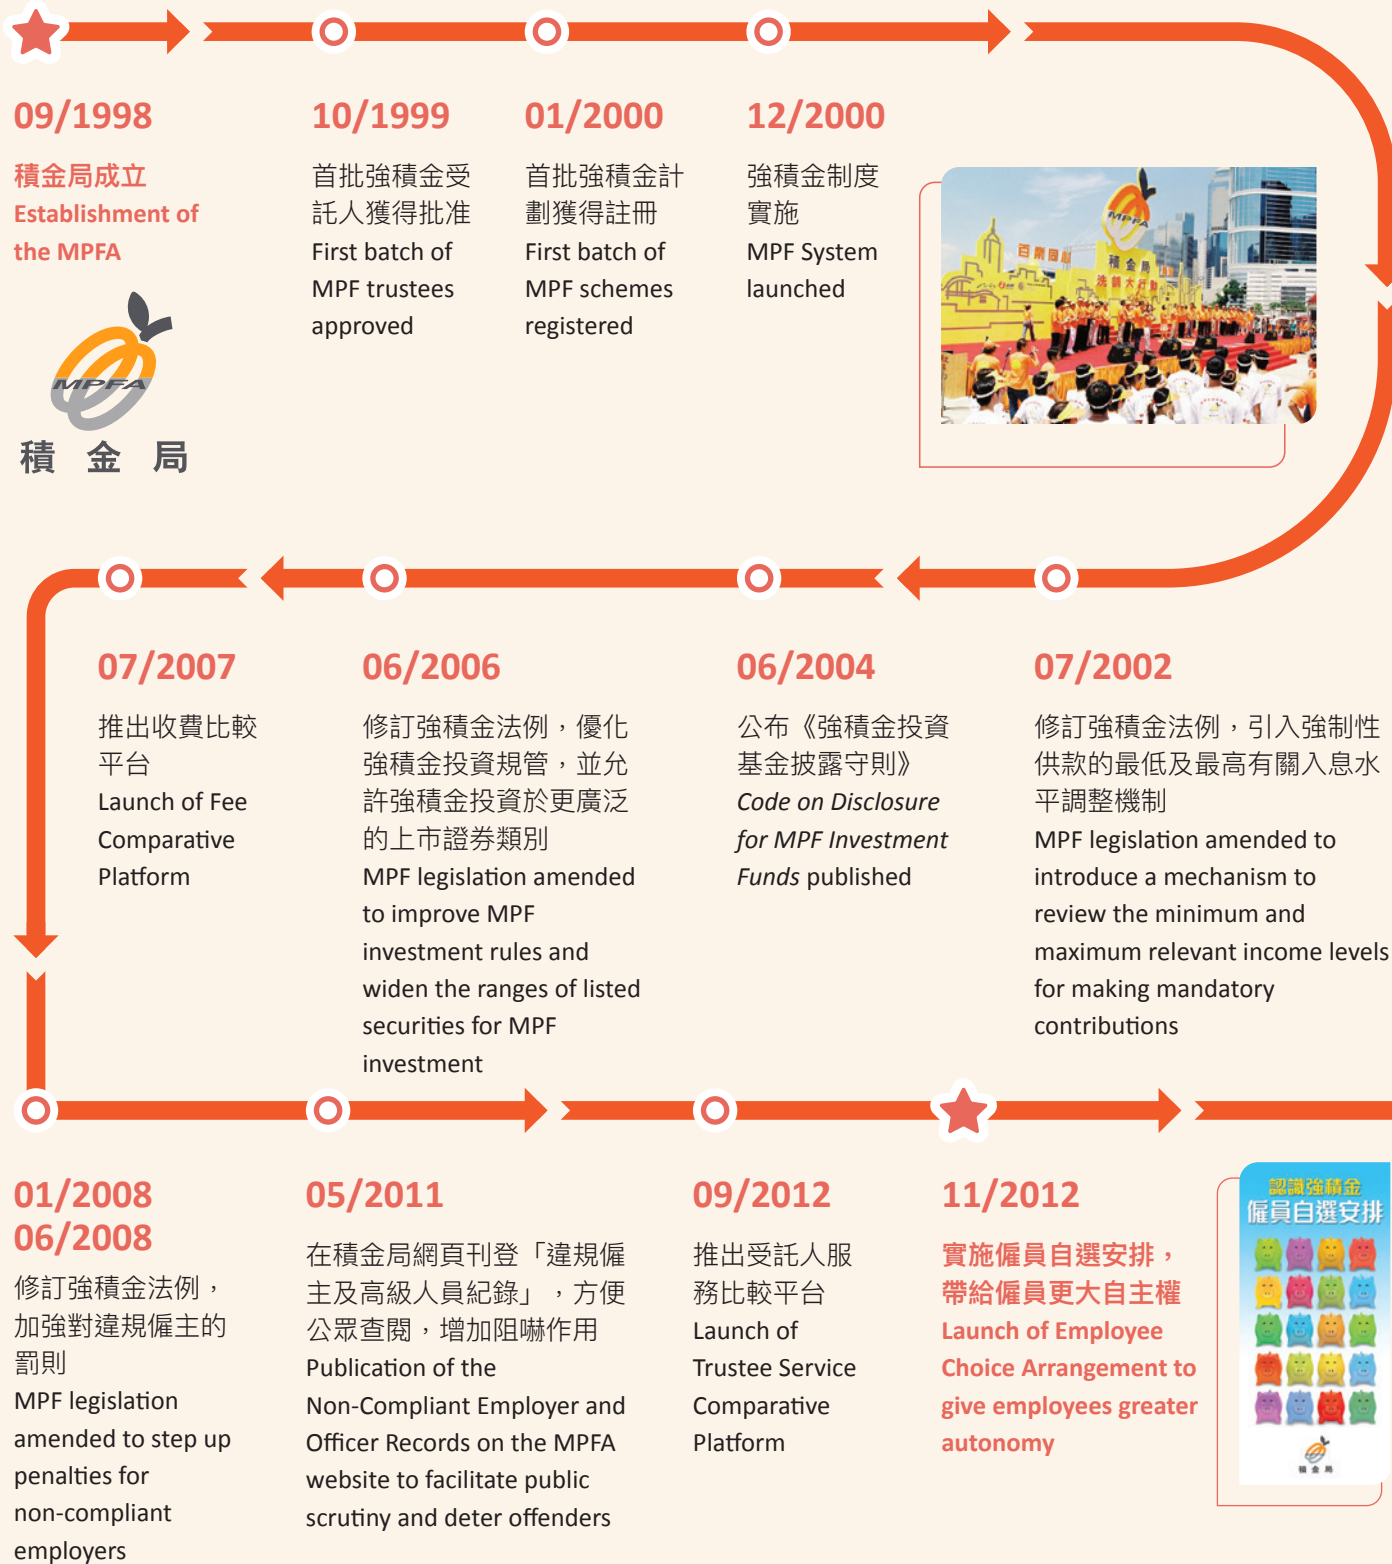 09/1998
積金局成立
Establishment of
the MPFA
MPFA
積金局
10/1999
首批強積金受
託人獲得批准
First batch of
MPF trustees
approved
01/2000
首批強積金計
劃獲得註冊
First batch of
MPF schemes
registered
12/2000
強積金制度
實施
MPF System
launched
MPFA
百業同心
積金局
洗鍋大行動
07/2002
修訂強積金法例，引入強制性
供款的最低及最高有關入息水
平調整機制
MPF legislation amended to
introduce a mechanism to
review the minimum and
maximum relevant income levels
for making mandatory
contributions
06/2004
公布《強積金投資
基金披露守則》
Code on Disclosure
for MPF Investment
Funds published
06/2006
修訂強積金法例，優化
強積金投資規管，並允
許強積金投資於更廣泛
的上市證券類別
MPF legislation amended
to improve MPF
investment rules and
widen the ranges of listed
securities for MPF
investment
07/2007
推出收費比較
平台
Launch of Fee
Comparative
Platform
01/2008
06/2008
修訂強積金法例，
加強對違規僱主的
罰則
MPF legislation
amended to step up
penalties for
non-compliant
employers
05/2011
在積金局網頁刊登「違規僱
主及高級人員紀錄」，方便
公眾查閱，增加阻嚇作用
Publication of the
Non-Compliant Employer and
Officer Records on the MPFA
website to facilitate public
scrutiny and deter offenders
09/2012
推出受託人服
務比較平台
Launch of
Trustee Service
Comparative
Platform
11/2012
實施僱員自選安排，
帶給僱員更大自主權
Launch of Employee
Choice Arrangement to
give employees greater
autonomy
認識強積金
僱員自選安排
積金局